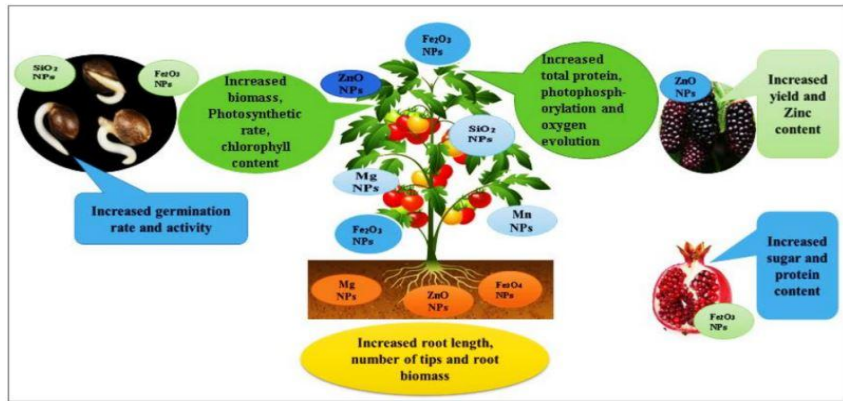 SiO₂
NPs
Fe₂O₃
NPs
Increased germination
rate and activity
Increased
biomass,
Photosynthetic
rate,
chlorophyll
content
ZnO
NPs
Fe₂O₃
NPs
Increased
total protein,
photophosph-
orylation and
oxygen
evolution
SiO₂
NPs
Mg
NPs
Mn
NPs
Fe₂O₃
NPs
Mg
NPs
ZnO
NPs
Fe₃O₄
NPs
Increased root length,
number of tips and root
biomass
ZnO
NPs
Increased
yield and
Zinc
content
Increased
sugar and
protein
content
Fe₂O₃
NPs